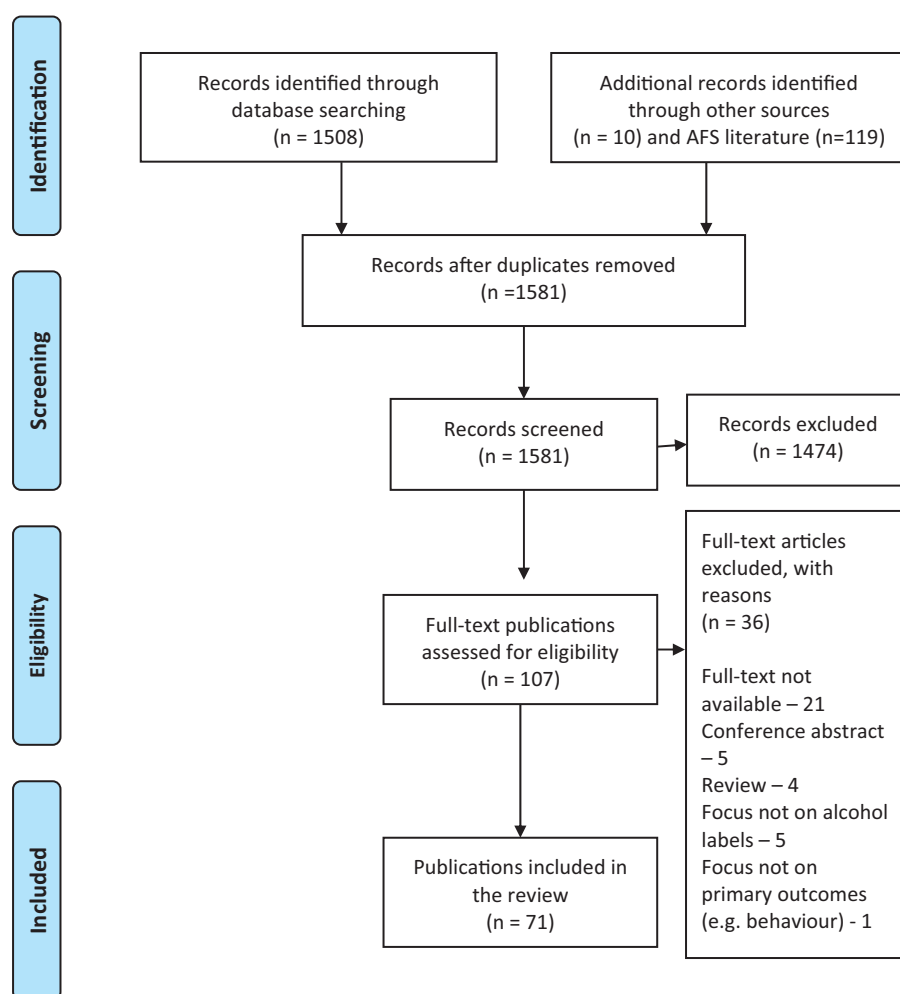 Identification
Records identified through
database searching
(n = 1508)
Additional records identified
through other sources
(n = 10) and AFS literature (n=119)
Records after duplicates removed
(n =1581)
Screening
Records screened
(n = 1581)
Records excluded
(n = 1474)
Eligibility
Full-text publications
assessed for eligibility
(n = 107)
Full-text articles
excluded, with
reasons
(n = 36)
Full-text not
available – 21
Conference abstract
– 5
Review – 4
Focus not on alcohol
labels – 5
Focus not on
primary outcomes
(e.g. behaviour) - 1
Included
Publications included in
the review
(n = 71)